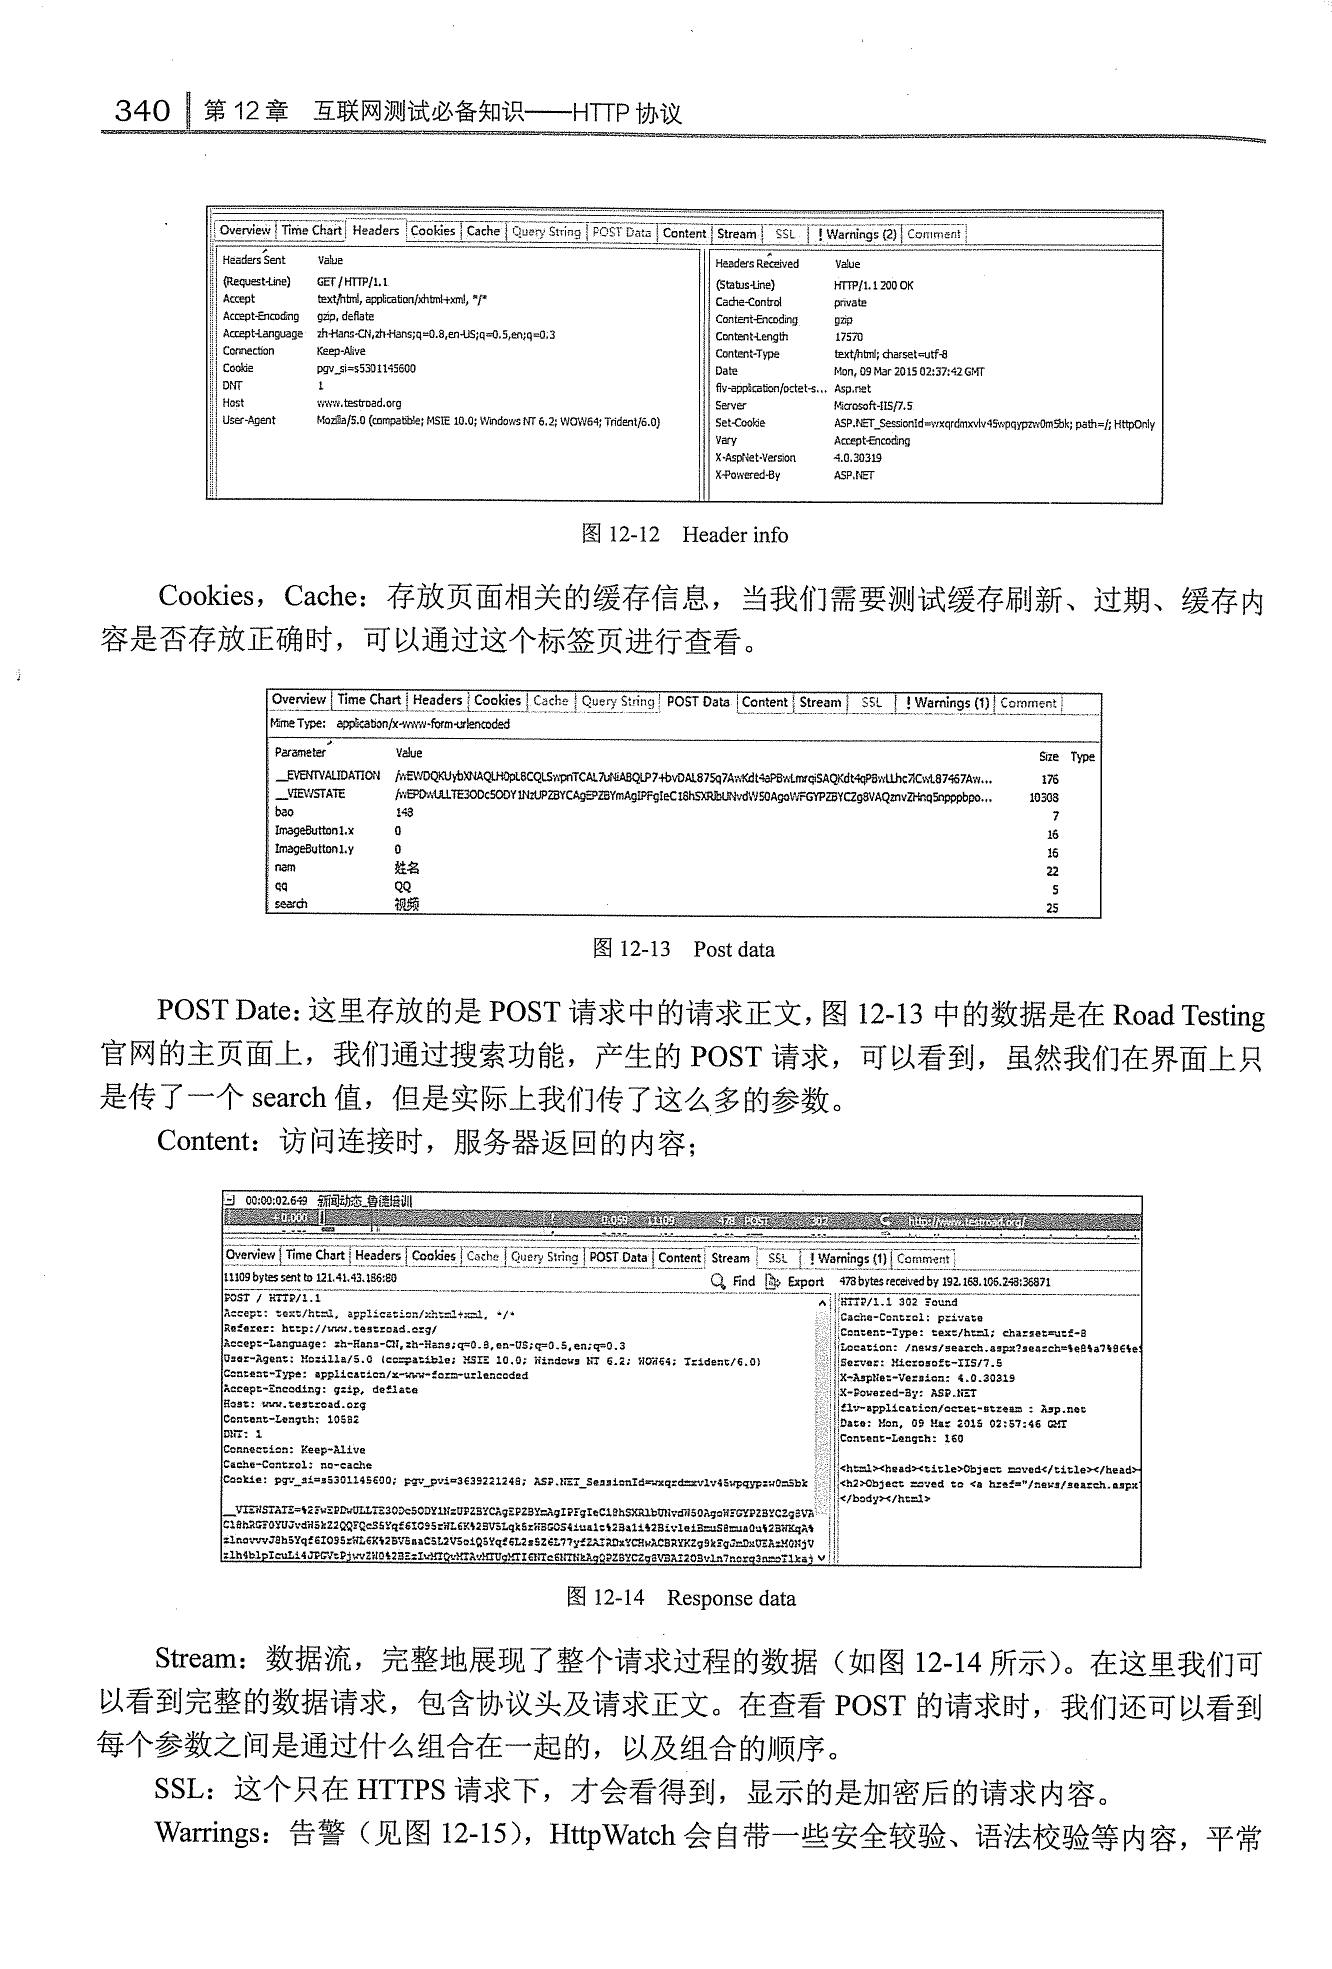 340 第 12 章 互联网测试必备知识——HTTP 协议
Overview Time Chart Headers Cookies Cache Query String POST Data Content Stream SSL ! Warnings (2) Comment
Headers Sent Value
(Request-Line) GET / HTTP/1.1
Accept text/html, application/xhtml+xml, */*
Accept-Encoding gzip, deflate
Accept-Language zh-Hans-CN,zh-Hans;q=0.8,en-US;q=0.5,en;q=0.3
Connection Keep-Alive
Cookie pgv_si=s5301145600
DNT 1
Host www.testroad.org
User-Agent Mozilla/5.0 (compatible; MSIE 10.0; Windows NT 6.2; WOW64; Trident/6.0)
Headers Received Value
(Status-Line) HTTP/1.1 200 OK
Cache-Control private
Content-Encoding gzip
Content-Length 17570
Content-Type text/html; charset=utf-8
Date Mon, 09 Mar 2015 02:37:42 GMT
flv-application/octet-s... Asp.net
Server Microsoft-IIS/7.5
Set-Cookie ASP.NET_SessionId=wxqrdmxvlv45wpqypzw0m5bk; path=/; HttpOnly
Vary Accept-Encoding
X-AspNet-Version 4.0.30319
X-Powered-By ASP.NET
图 12-12 Header info
Cookies，Cache：存放页面相关的缓存信息，当我们需要测试缓存刷新、过期、缓存内
容是否存放正确时，可以通过这个标签页进行查看。
Overview Time Chart Headers Cookies Cache Query String POST Data Content Stream SSL ! Warnings (1) Comment
Mime Type: application/x-www-form-urlencoded
Parameter Value Size Type
__EVENTVALIDATION 176
__VIEWSTATE 10308
bao 148 7
ImageButton1.x 0 16
ImageButton1.y 0 16
nam 姓名 22
qq QQ 5
search 视频 25
图 12-13 Post data
POST Date：这里存放的是 POST 请求中的请求正文，图 12-13 中的数据是在 Road Testing
官网的主页面上，我们通过搜索功能，产生的 POST 请求，可以看到，虽然我们在界面上只
是传了一个 search 值，但是实际上我们传了这么多的参数。
Content：访问连接时，服务器返回的内容；
00:00:02.649 新闻动态_鲁德培训
+0.000 0.059 11109 478 POST 302 http://www.testroad.org/
Overview Time Chart Headers Cookies Cache Query String POST Data Content Stream SSL ! Warnings (1) Comment
11109 bytes sent to 121.41.43.186:80 Find Export 478 bytes received by 192.168.106.248:36871
POST / HTTP/1.1
Accept: text/html, application/xhtml+xml, */*
Referer: http://www.testroad.org/
Accept-Language: zh-Hans-CN,zh-Hans;q=0.8,en-US;q=0.5,en;q=0.3
User-Agent: Mozilla/5.0 (compatible; MSIE 10.0; Windows NT 6.2; WOW64; Trident/6.0)
Content-Type: application/x-www-form-urlencoded
Accept-Encoding: gzip, deflate
Host: www.testroad.org
Content-Length: 10582
DNT: 1
Connection: Keep-Alive
Cache-Control: no-cache
Cookie: pgv_si=s5301145600; pgv_pvi=3639221248; ASP.NET_SessionId=wxqrdmxvlv45wpqypzw0m5bk
HTTP/1.1 302 Found
Cache-Control: private
Content-Type: text/html; charset=utf-8
Location: /news/search.aspx?search=%e8%a7%86%e
Server: Microsoft-IIS/7.5
X-AspNet-Version: 4.0.30319
X-Powered-By: ASP.NET
flv-application/octet-stream : Asp.net
Date: Mon, 09 Mar 2015 02:57:46 GMT
Content-Length: 160
<html><head><title>Object moved</title></head>
<h2>Object moved to <a href="/news/search.aspx
</body></html>
图 12-14 Response data
Stream：数据流，完整地展现了整个请求过程的数据（如图 12-14 所示）。在这里我们可
以看到完整的数据请求，包含协议头及请求正文。在查看 POST 的请求时，我们还可以看到
每个参数之间是通过什么组合在一起的，以及组合的顺序。
SSL：这个只在 HTTPS 请求下，才会看得到，显示的是加密后的请求内容。
Warrings：告警（见图 12-15），HttpWatch 会自带一些安全较验、语法校验等内容，平常